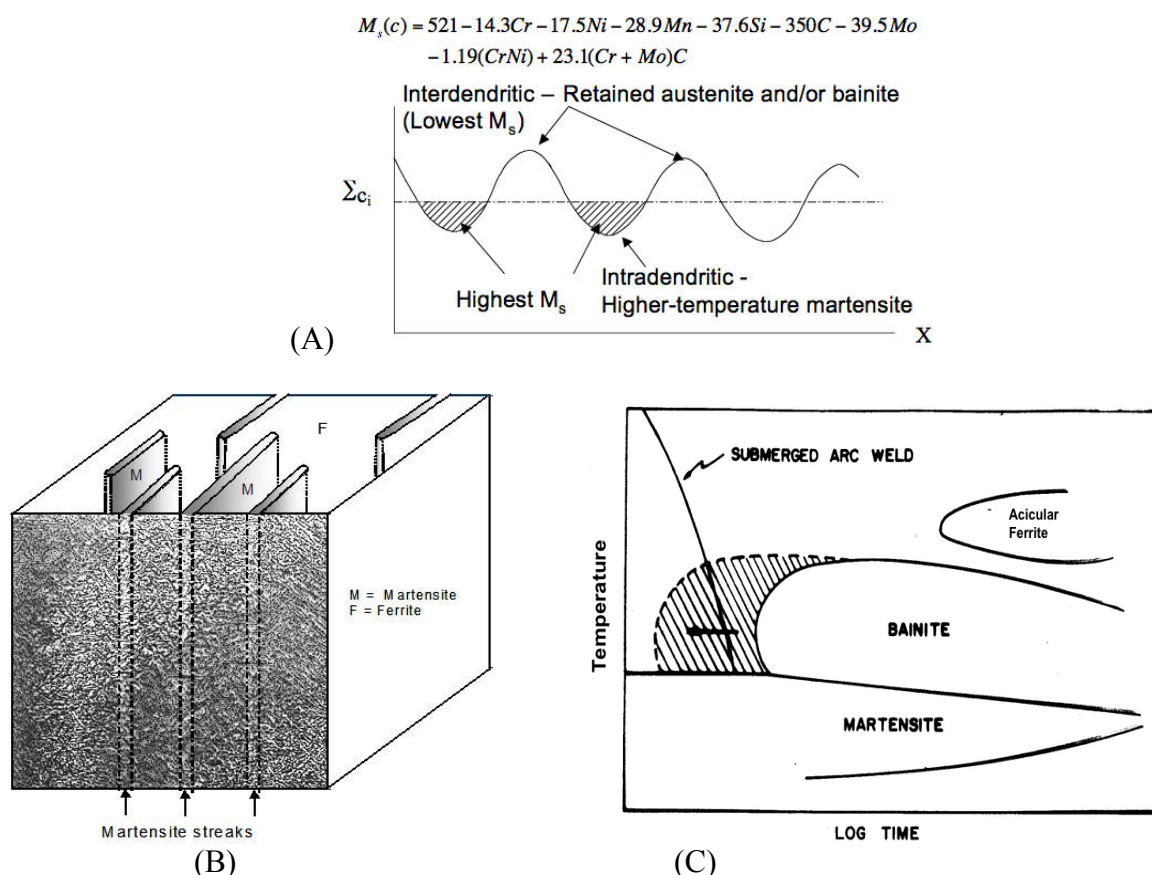 M_s(c) = 521 – 14.3Cr – 17.5Ni – 28.9Mn – 37.6Si – 350C – 39.5Mo
– 1.19(CrNi) + 23.1(Cr + Mo)C
Interdendritic – Retained austenite and/or bainite
(Lowest M_s)
Σc_i
Highest M_s
Intradendritic -
Higher-temperature martensite
X
(A)
F
M
M
M = Martensite
F = Ferrite
Martensite streaks
(B)
SUBMERGED ARC WELD
Acicular
Ferrite
BAINITE
MARTENSITE
Temperature
LOG TIME
(C)